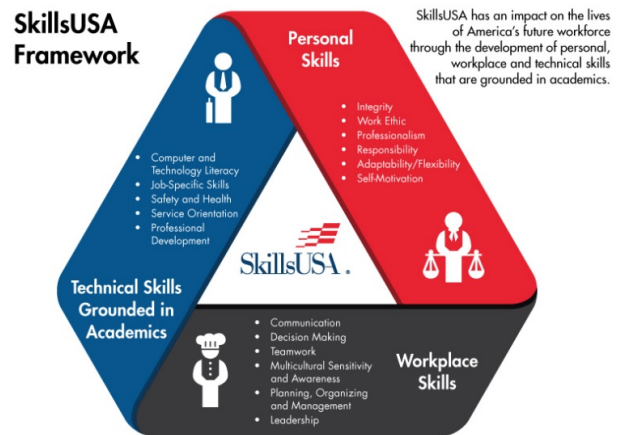 SkillsUSA
Framework
SkillsUSA has an impact on the lives
of America's future workforce
through the development of personal,
workplace and technical skills
that are grounded in academics.
Personal
Skills
• Integrity
• Work Ethic
• Professionalism
• Responsibility
• Adaptability/Flexibility
• Self-Motivation
• Computer and
Technology Literacy
• Job-Specific Skills
• Safety and Health
• Service Orientation
• Professional
Development
Technical Skills
Grounded in
Academics
SkillsUSA.
• Communication
• Decision Making
• Teamwork
• Multicultural Sensitivity
and Awareness
• Planning, Organizing
and Management
• Leadership
Workplace
Skills